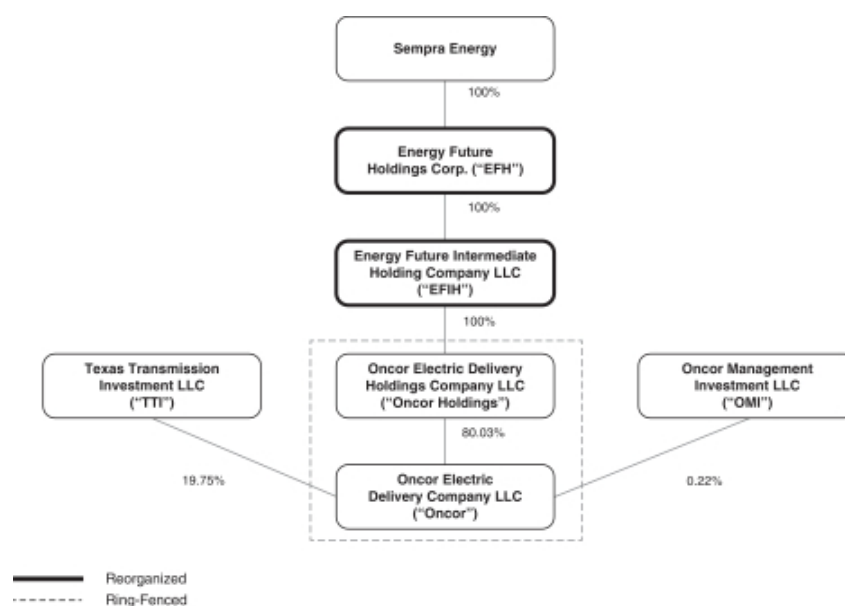 Sempra Energy
100%
Energy Future
Holdings Corp. (“EFH”)
100%
Energy Future Intermediate
Holding Company LLC
(“EFIH”)
100%
Texas Transmission
Investment LLC
(“TTI”)
Oncor Electric Delivery
Holdings Company LLC
(“Oncor Holdings”)
Oncor Management
Investment LLC
(“OMI”)
80.03%
19.75%
0.22%
Oncor Electric
Delivery Company LLC
(“Oncor”)
Reorganized
Ring-Fenced